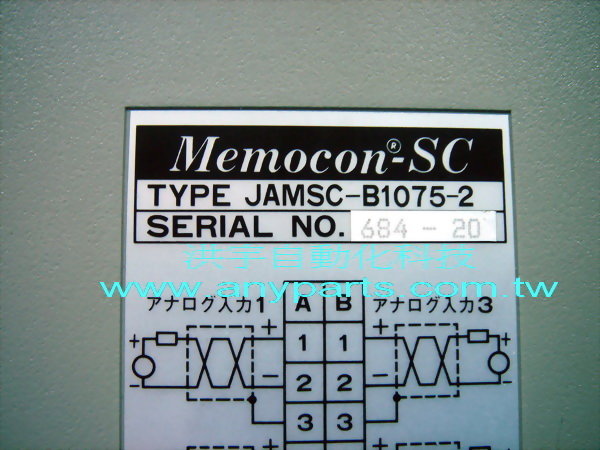 Memocon®-SC
TYPE JAMSC-B1075-2
SERIAL NO. 684-20
洪宇自動化科技
www.anyparts.com.tw
アナログ入力1 A B アナログ入力3
+ + 1 1 + +
- - 2 2 - -
3 3